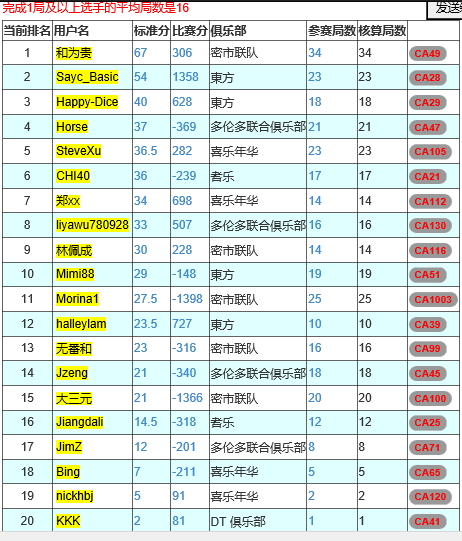 完成1局及以上选手的平均局数是16
发送
当前排名 用户名 标准分 比赛分 俱乐部 参赛局数 核算局数
1 和为贵 67 306 密市联队 34 34 CA49
2 Sayc_Basic 54 1358 東方 23 23 CA28
3 Happy-Dice 40 628 東方 18 18 CA29
4 Horse 37 -369 多伦多联合俱乐部 21 21 CA47
5 SteveXu 36.5 282 喜乐年华 23 23 CA105
6 CHI40 36 -239 耆乐 17 17 CA21
7 郑xx 34 698 喜乐年华 14 14 CA112
8 liyawu780928 33 507 多伦多联合俱乐部 16 16 CA130
9 林佩成 30 228 密市联队 14 14 CA116
10 Mimi88 29 -148 東方 19 19 CA51
11 Morina1 27.5 -1398 密市联队 25 25 CA1003
12 halleylam 23.5 727 東方 10 10 CA39
13 无番和 23 -316 密市联队 16 16 CA99
14 Jzeng 21 -340 多伦多联合俱乐部 18 18 CA45
15 大三元 21 -1366 密市联队 20 20 CA100
16 Jiangdali 14.5 -318 耆乐 12 12 CA25
17 JimZ 12 -201 多伦多联合俱乐部 8 8 CA71
18 Bing 7 -211 喜乐年华 5 5 CA65
19 nickhbj 5 91 喜乐年华 2 2 CA120
20 KKK 2 81 DT 俱乐部 1 1 CA41